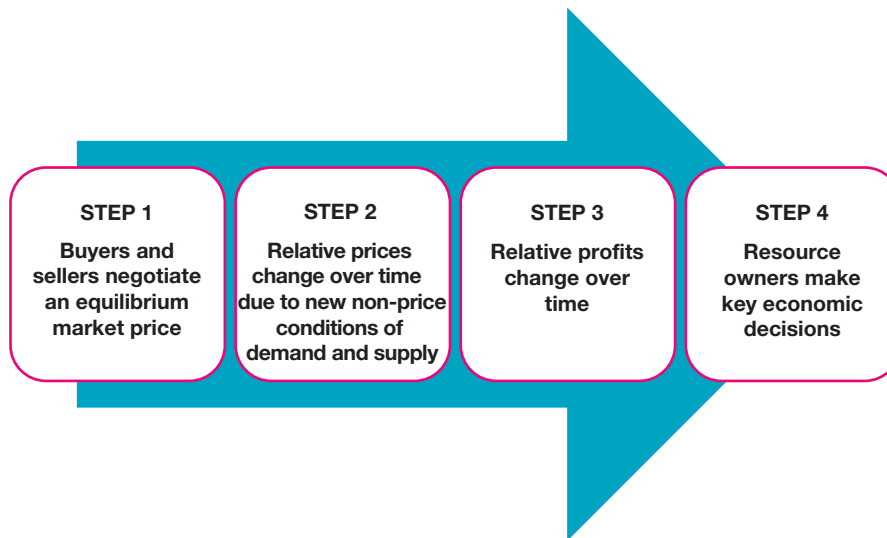 STEP 1
Buyers and
sellers negotiate
an equilibrium
market price
STEP 2
Relative prices
change over time
due to new non-price
conditions of
demand and supply
STEP 3
Relative profits
change over
time
STEP 4
Resource
owners make
key economic
decisions